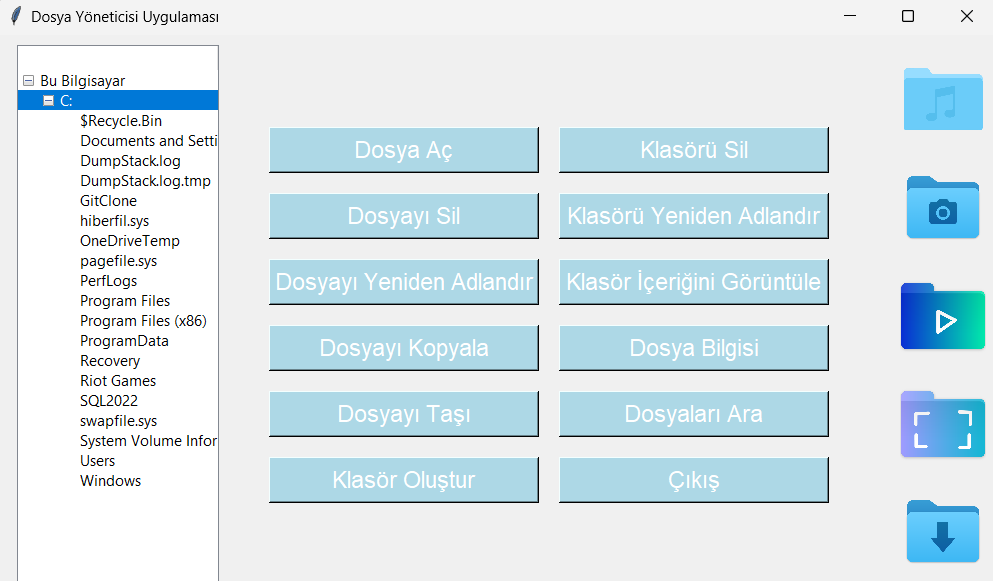 Dosya Yöneticisi Uygulaması
Bu Bilgisayar
C:
$Recycle.Bin
Documents and Setti
DumpStack.log
DumpStack.log.tmp
GitClone
hiberfil.sys
OneDriveTemp
pagefile.sys
PerfLogs
Program Files
Program Files (x86)
ProgramData
Recovery
Riot Games
SQL2022
swapfile.sys
System Volume Infor
Users
Windows
Dosya Aç
Klasörü Sil
Dosyayı Sil
Klasörü Yeniden Adlandır
Dosyayı Yeniden Adlandır
Klasör İçeriğini Görüntüle
Dosyayı Kopyala
Dosya Bilgisi
Dosyayı Taşı
Dosyaları Ara
Klasör Oluştur
Çıkış